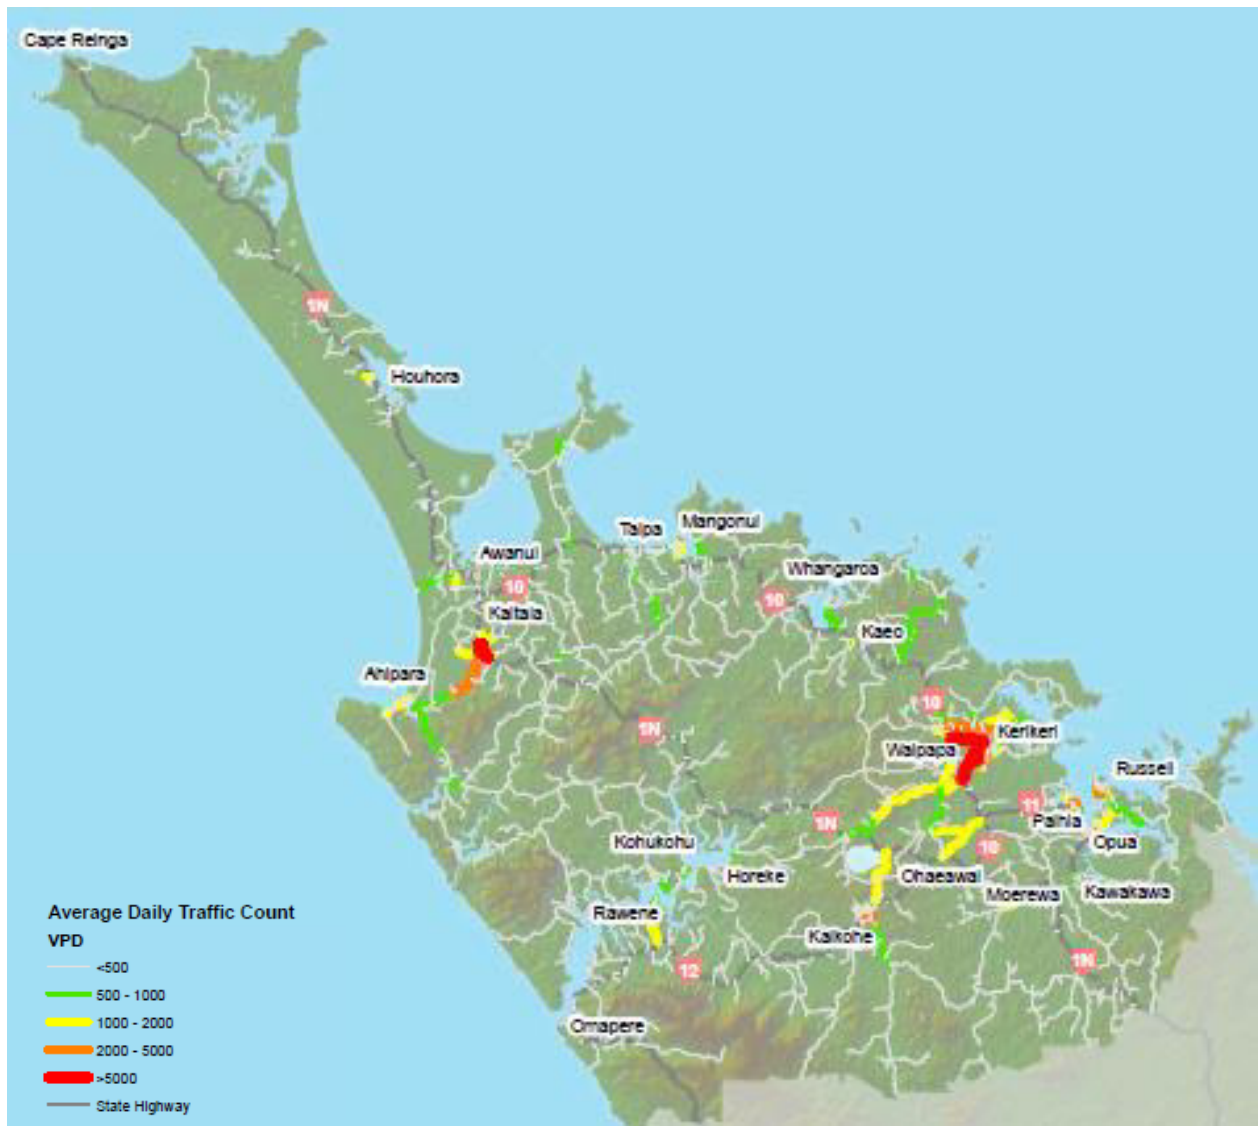 Cape Reinga
1N
Houhora
Taipa
Mangonui
Awanui
10
Whangaroa
10
Kaitaia
Kaeo
Ahipara
10
1N
Kerikeri
Waipapa
Russell
11
1N
Paihia
Opua
10
Kohukohu
Horeke
Ohaeawai
Moerewa
Kawakawa
Rawene
Kaikohe
12
1N
Omapere
Average Daily Traffic Count
VPD
<500
500 - 1000
1000 - 2000
2000 - 5000
>5000
State Highway